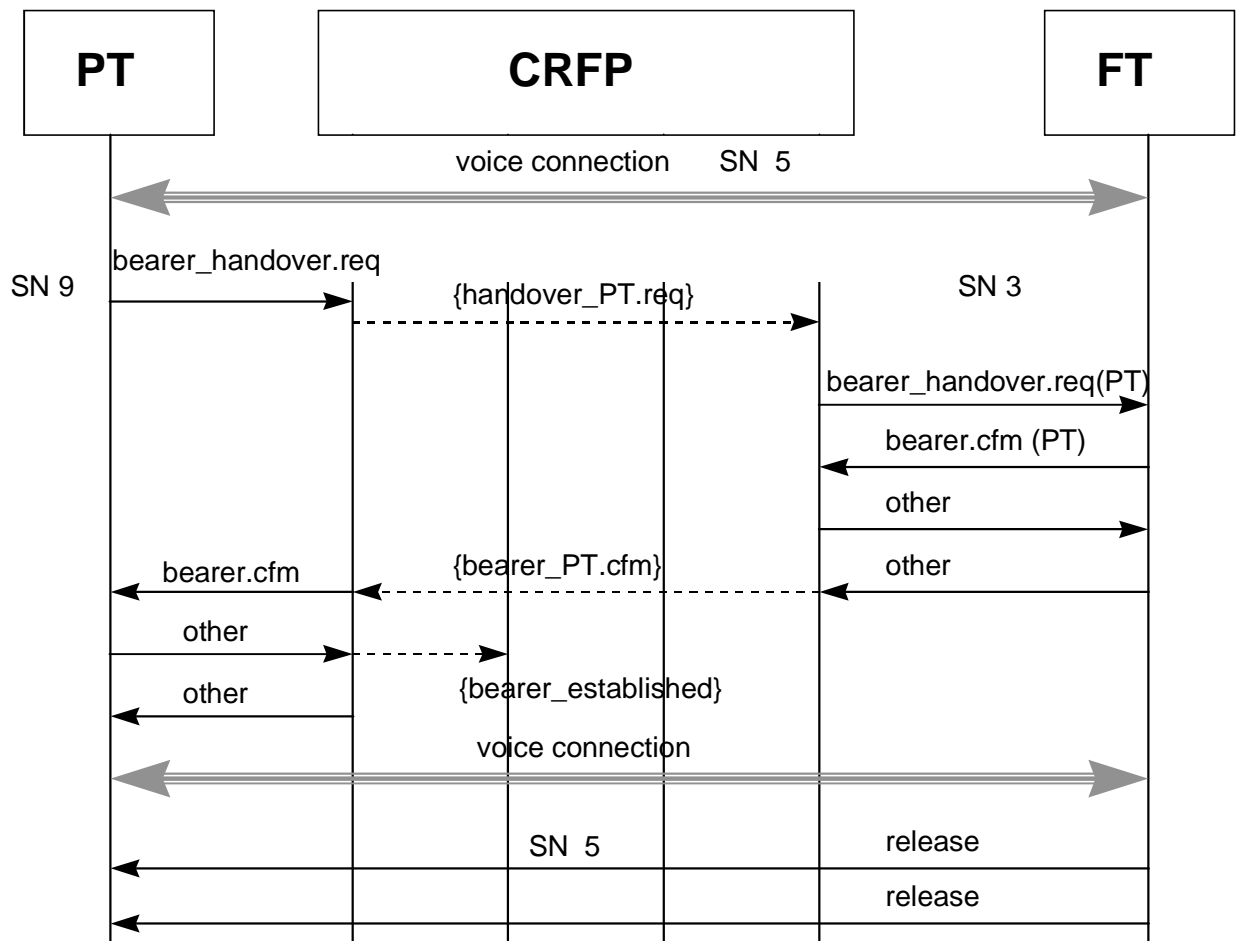 PT
CRFP
FT
voice connection SN 5
bearer_handover.req
SN 9
{handover_PT.req}
SN 3
bearer_handover.req(PT)
bearer.cfm (PT)
other
bearer.cfm
{bearer_PT.cfm}
other
other
other
{bearer_established}
voice connection
SN 5
release
release